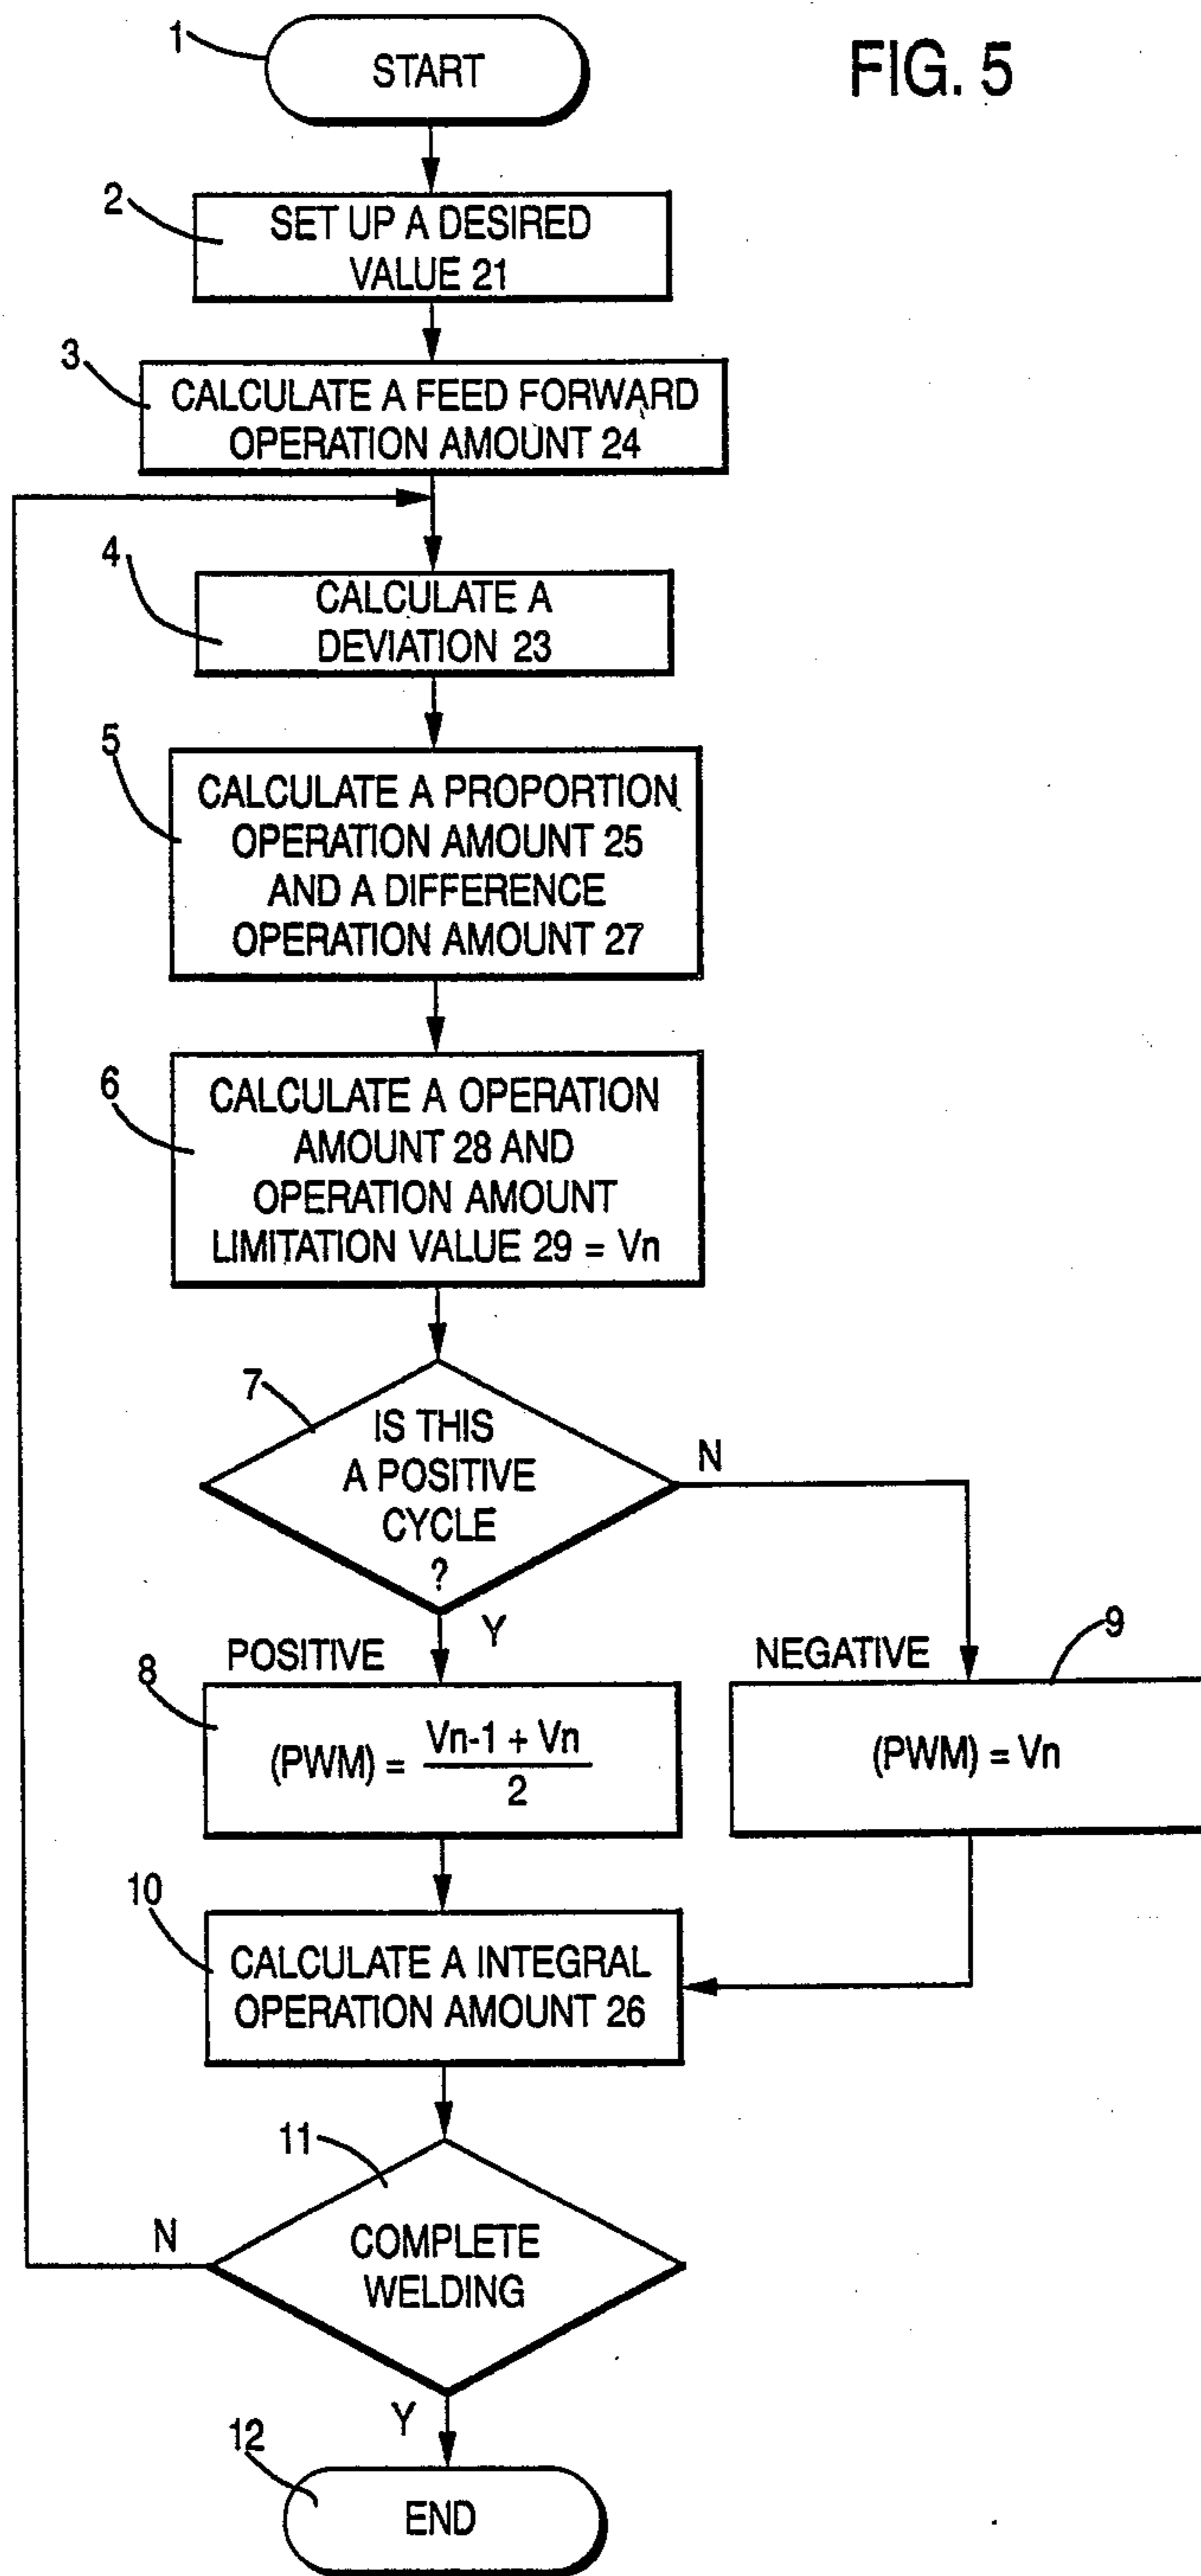 FIG. 5
1
START
2
SET UP A DESIRED
VALUE 21
3
CALCULATE A FEED FORWARD
OPERATION AMOUNT 24
4
CALCULATE A
DEVIATION 23
5
CALCULATE A PROPORTION
OPERATION AMOUNT 25
AND A DIFFERENCE
OPERATION AMOUNT 27
6
CALCULATE A OPERATION
AMOUNT 28 AND
OPERATION AMOUNT
LIMITATION VALUE 29 = Vn
7
IS THIS
A POSITIVE
CYCLE
?
N
Y
POSITIVE
8
(PWM) = Vn-1 + Vn
2
NEGATIVE
9
(PWM) = Vn
10
CALCULATE A INTEGRAL
OPERATION AMOUNT 26
11
COMPLETE
WELDING
N
Y
12
END